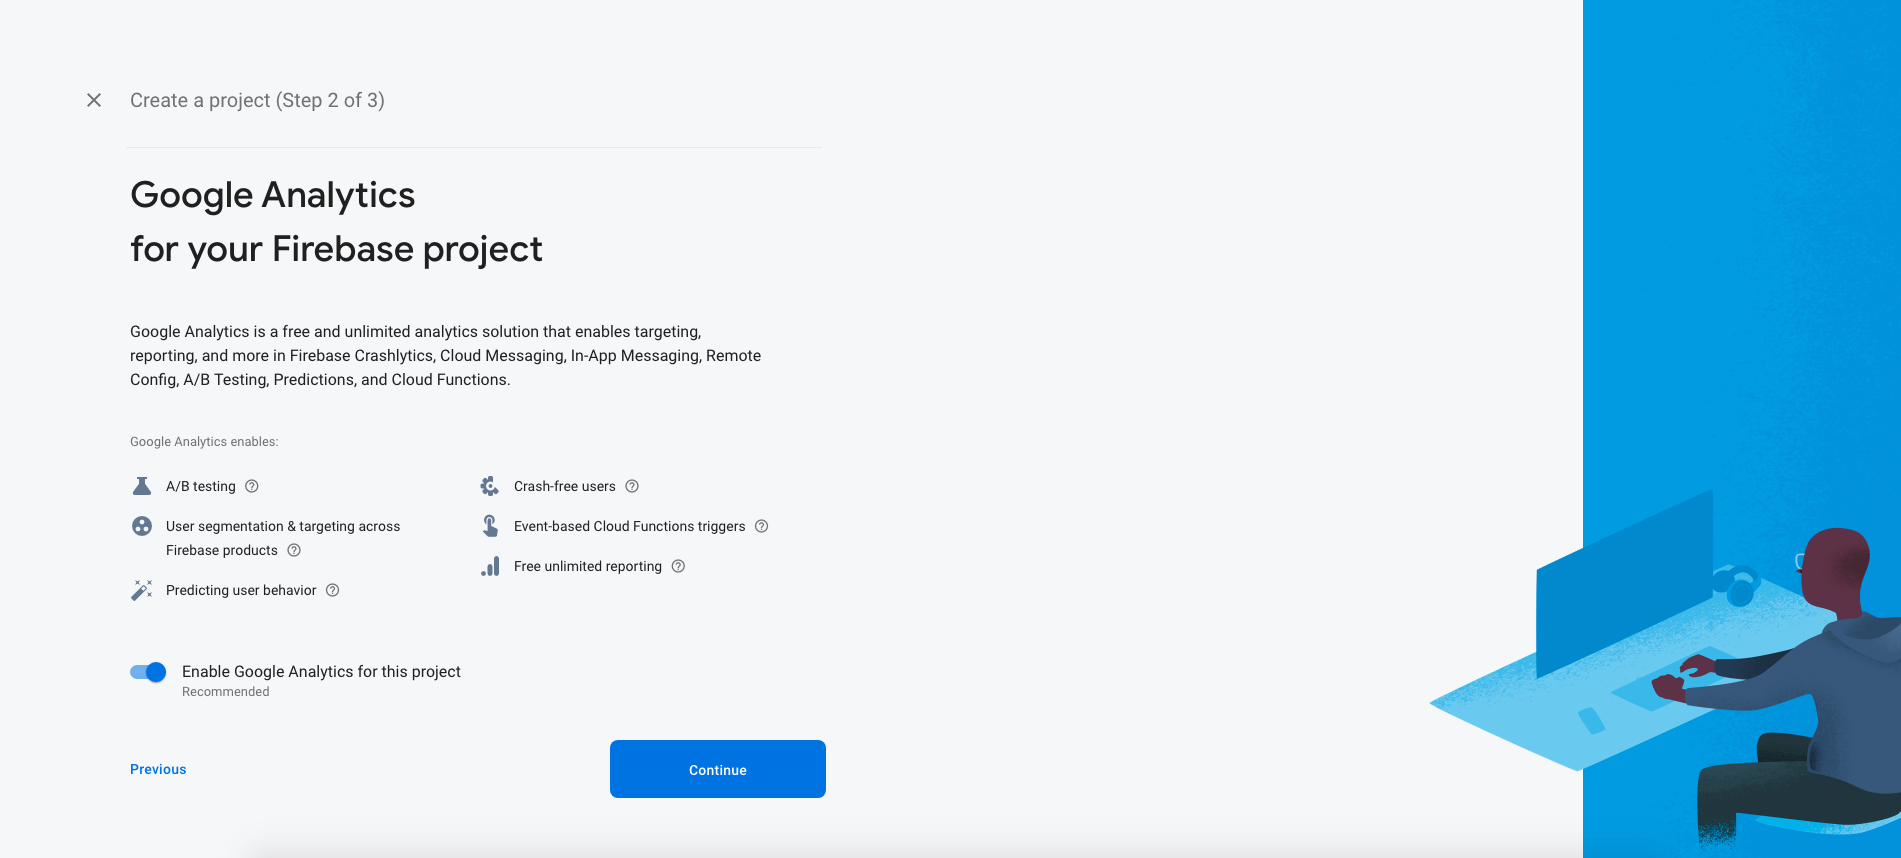 Create a project (Step 2 of 3)
Google Analytics
for your Firebase project
Google Analytics is a free and unlimited analytics solution that enables targeting,
reporting, and more in Firebase Crashlytics, Cloud Messaging, In-App Messaging, Remote
Config, A/B Testing, Predictions, and Cloud Functions.
Google Analytics enables:
A/B testing
User segmentation & targeting across
Firebase products
Predicting user behavior
Crash-free users
Event-based Cloud Functions triggers
Free unlimited reporting
Enable Google Analytics for this project
Recommended
Previous
Continue